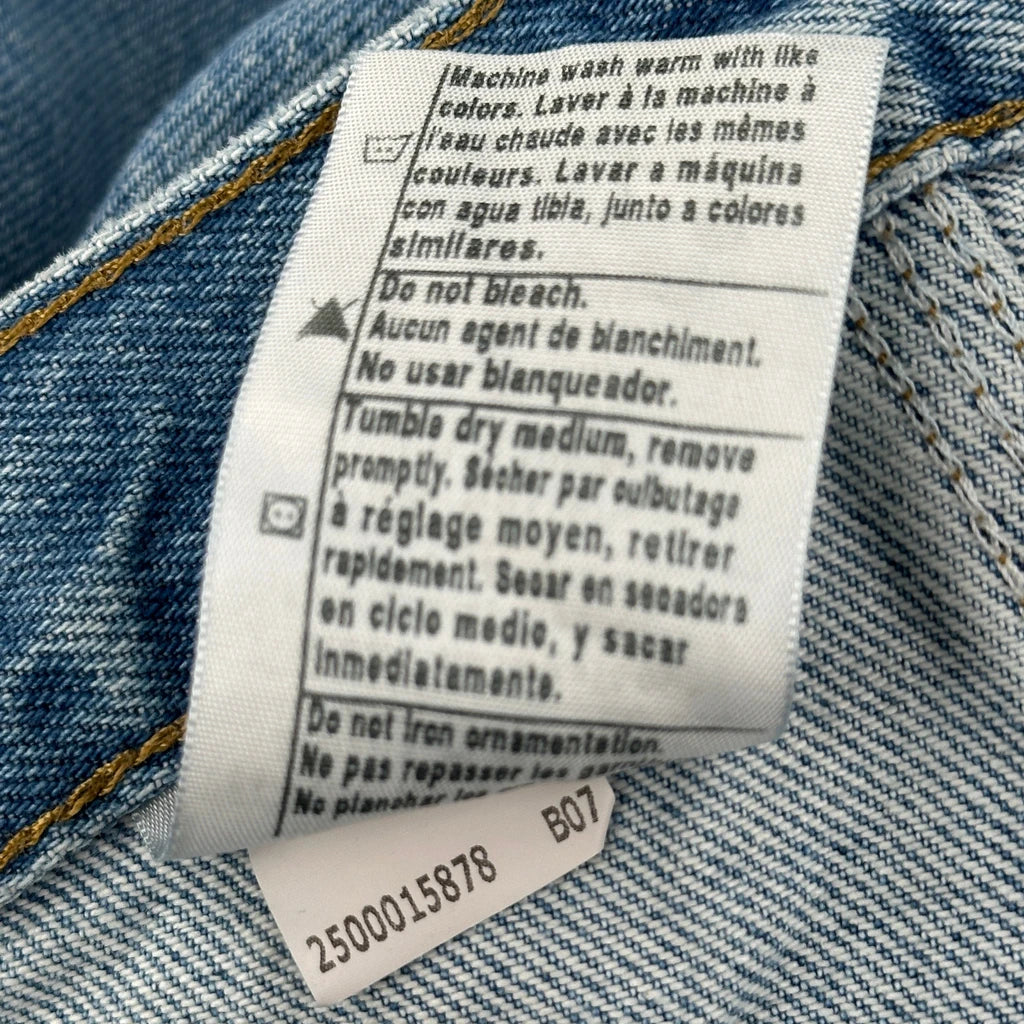 Machine wash warm with like
colors. Laver à la machine à
l'eau chaude avec les mêmes
couleurs. Lavar a máquina
con agua tibia, junto a colores
similares.
Do not bleach.
Aucun agent de blanchiment.
No usar blanqueador.
Tumble dry medium, remove
promptly. Sécher par culbutage
à réglage moyen, retirer
rapidement. Secar en secadora
en ciclo medio, y sacar
inmediatamente.
Do not iron ornamentation.
Ne pas repasser les
No planchar
B07
2500015878